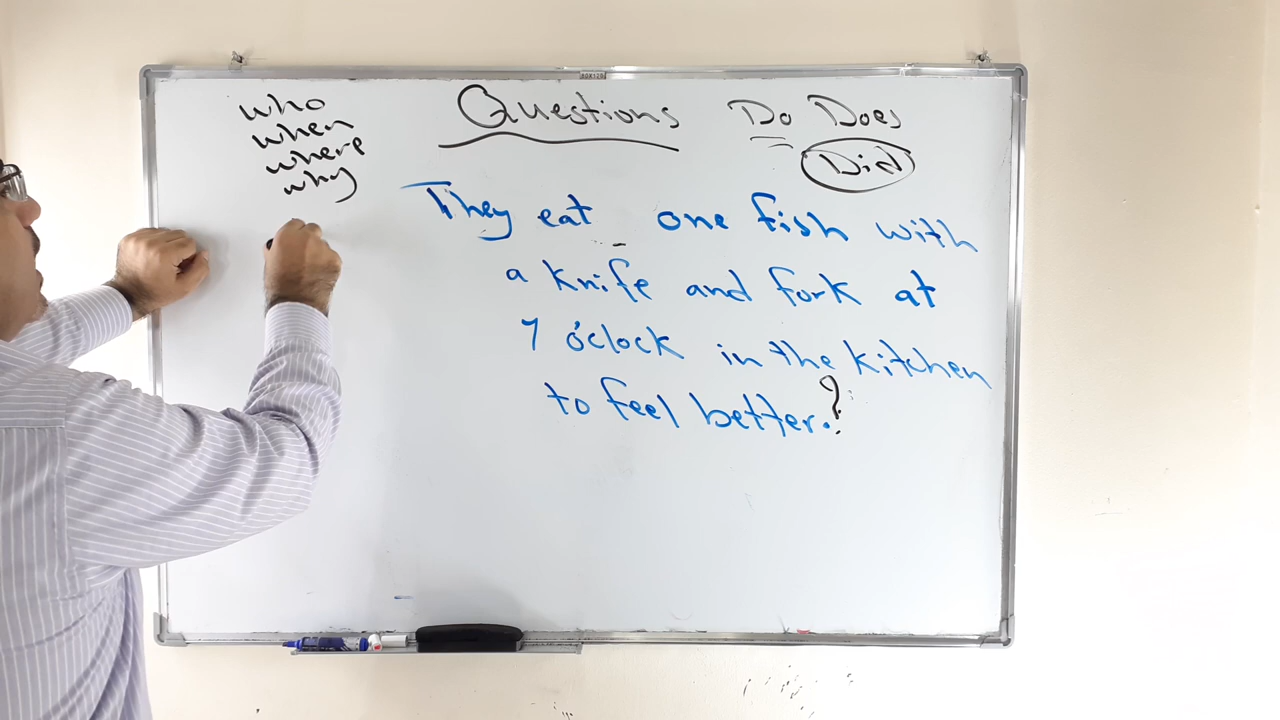 who
when
where
why
Questions
Do Does
Did
They eat one fish with
a knife and fork at
7 o'clock in the kitchen
to feel better.?